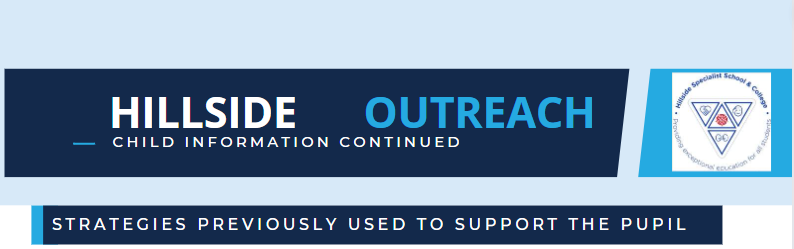 HILLSIDE OUTREACH
CHILD INFORMATION CONTINUED
Hillside Specialist School & College
Providing exceptional education for all students
STRATEGIES PREVIOUSLY USED TO SUPPORT THE PUPIL